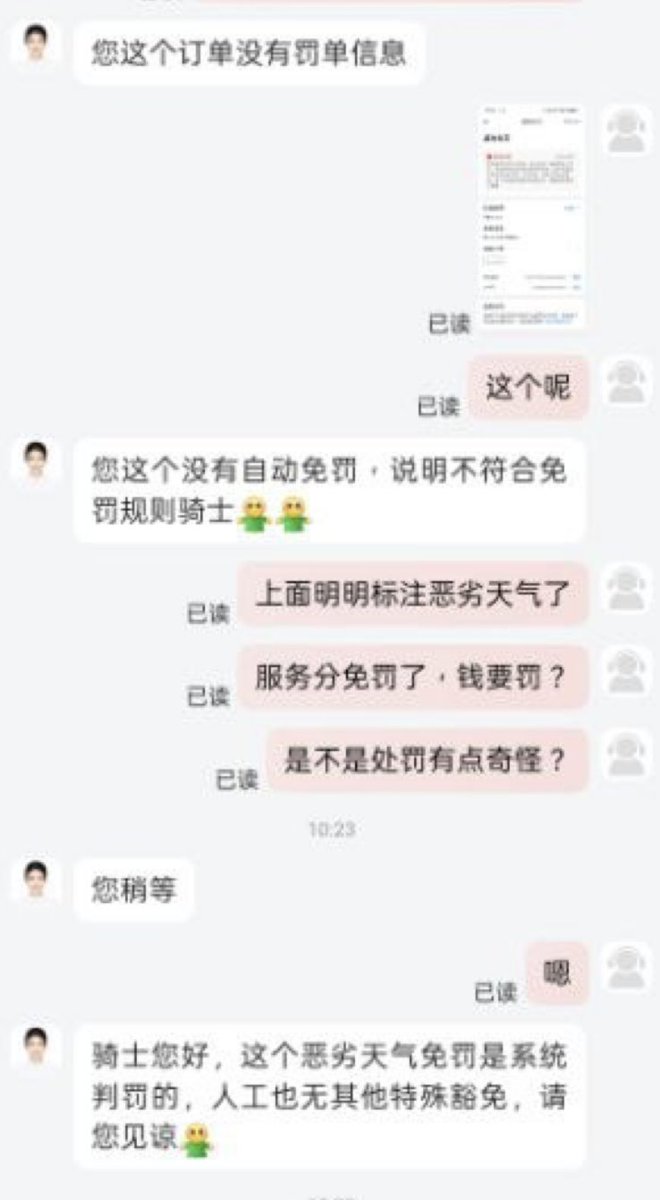 您这个订单没有罚单信息
已读
这个呢
已读
您这个没有自动免罚，说明不符合免
罚规则骑士
上面明明标注恶劣天气了
已读
服务分免罚了，钱要罚？
已读
是不是处罚有点奇怪？
已读
10:23
您稍等
嗯
已读
骑士您好，这个恶劣天气免罚是系统
判罚的，人工也无其他特殊豁免，请
您见谅